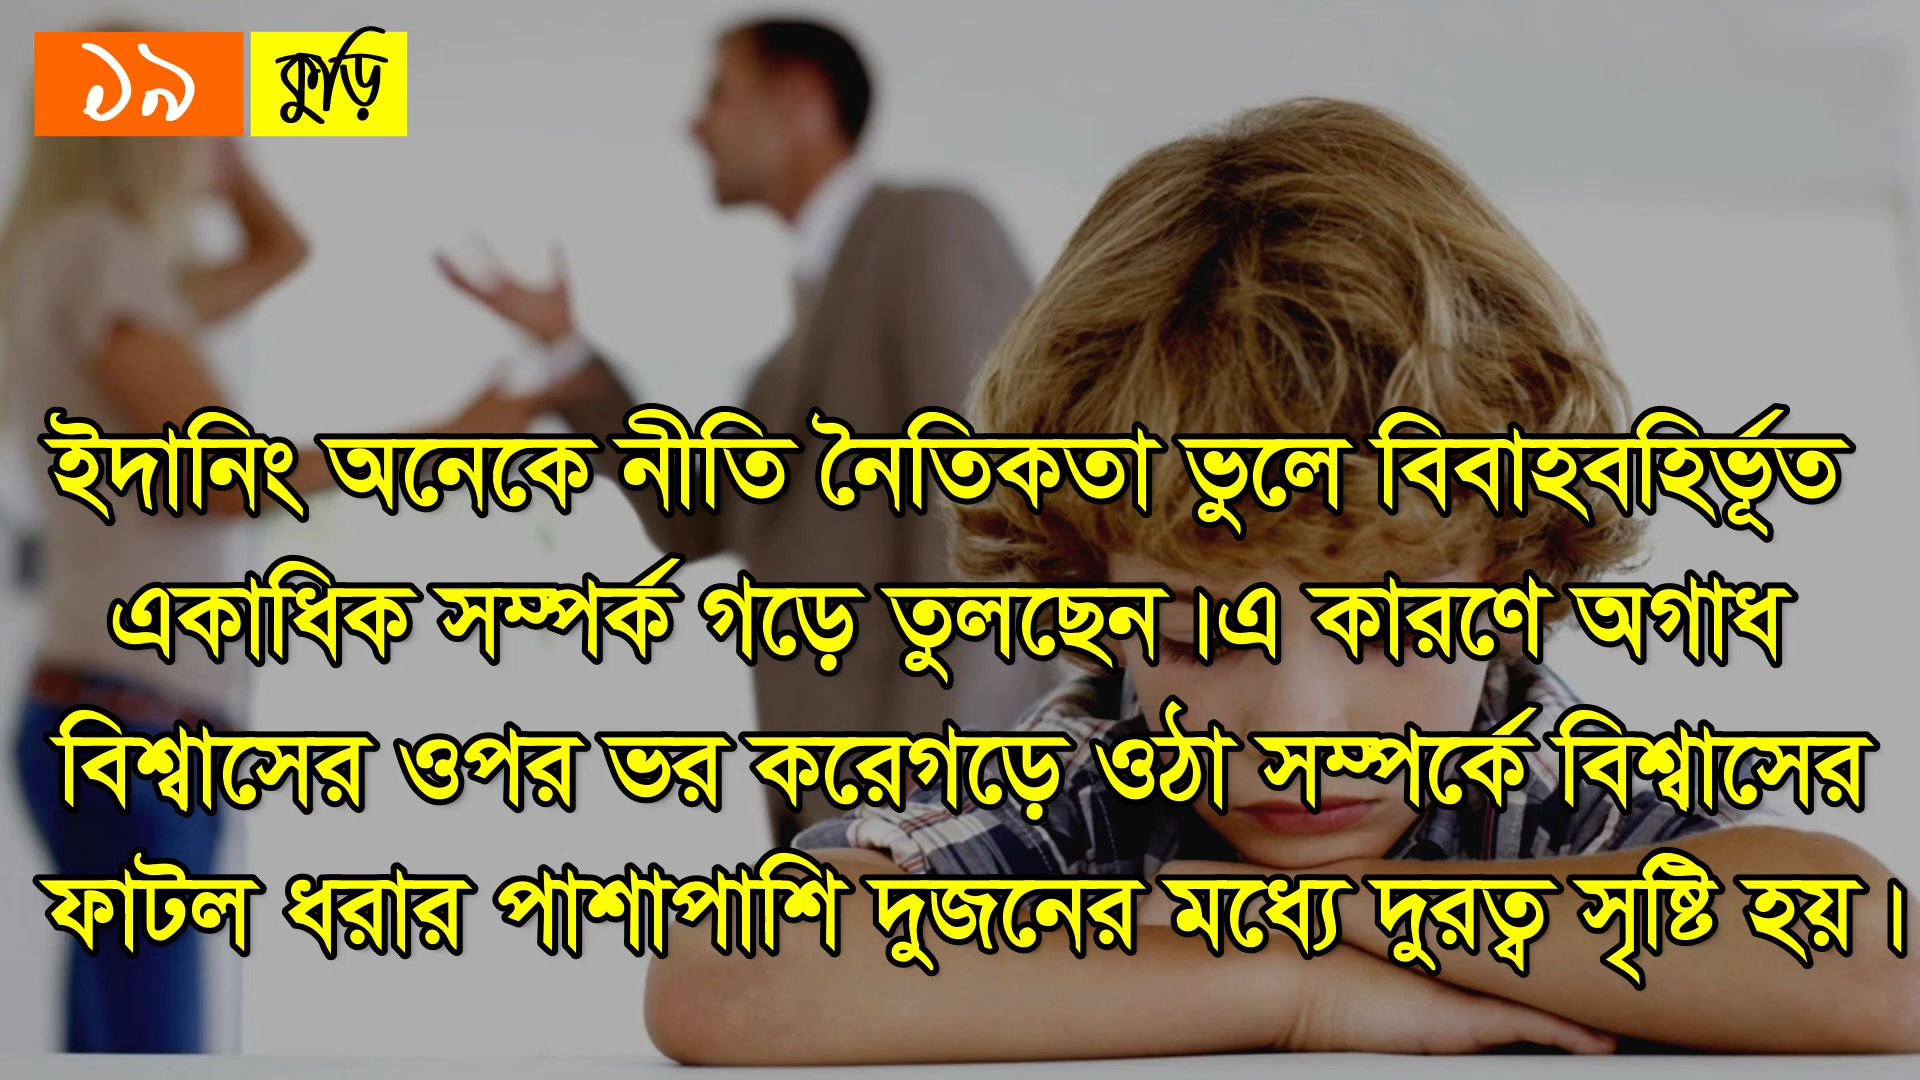 ১৯ কুড়ি
ইদানিং অনেকে নীতি নৈতিকতা ভুলে বিবাহবহির্ভূত
একাধিক সম্পর্ক গড়ে তুলছেন।এ কারণে অগাধ
বিশ্বাসের ওপর ভর করেগড়ে ওঠা সম্পর্কে বিশ্বাসের
ফাটল ধরার পাশাপাশি দুজনের মধ্যে দুরত্ব সৃষ্টি হয়।